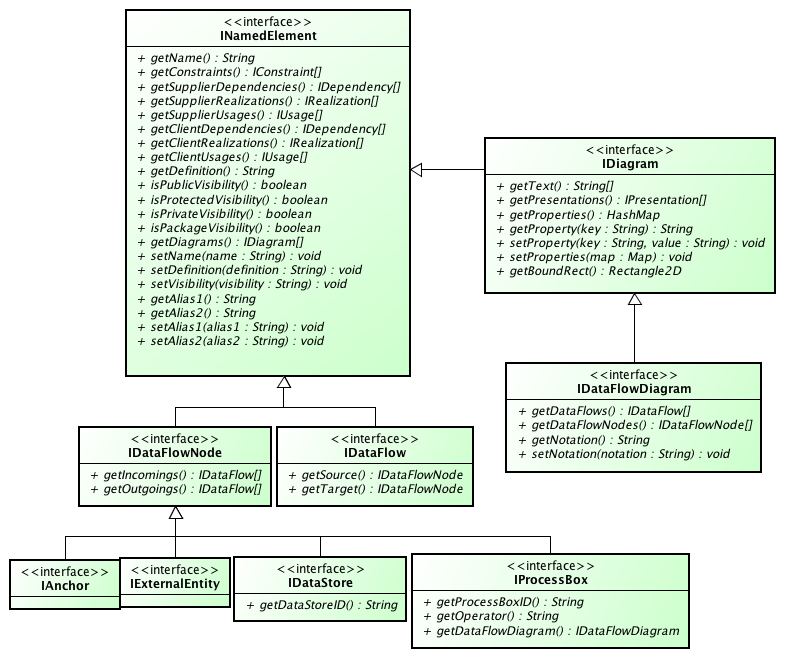 <<interface>>
INamedElement
+ getName() : String
+ getConstraints() : IConstraint[]
+ getSupplierDependencies() : IDependency[]
+ getSupplierRealizations() : IRealization[]
+ getSupplierUsages() : IUsage[]
+ getClientDependencies() : IDependency[]
+ getClientRealizations() : IRealization[]
+ getClientUsages() : IUsage[]
+ getDefinition() : String
+ isPublicVisibility() : boolean
+ isProtectedVisibility() : boolean
+ isPrivateVisibility() : boolean
+ isPackageVisibility() : boolean
+ getDiagrams() : IDiagram[]
+ setName(name : String) : void
+ setDefinition(definition : String) : void
+ setVisibility(visibility : String) : void
+ getAlias1() : String
+ getAlias2() : String
+ setAlias1(alias1 : String) : void
+ setAlias2(alias2 : String) : void
<<interface>>
IDiagram
+ getText() : String[]
+ getPresentations() : IPresentation[]
+ getProperties() : HashMap
+ getProperty(key : String) : String
+ setProperty(key : String, value : String) : void
+ setProperties(map : Map) : void
+ getBoundRect() : Rectangle2D
<<interface>>
IDataFlowDiagram
+ getDataFlows() : IDataFlow[]
+ getDataFlowNodes() : IDataFlowNode[]
+ getNotation() : String
+ setNotation(notation : String) : void
<<interface>>
IDataFlowNode
+ getIncomings() : IDataFlow[]
+ getOutgoings() : IDataFlow[]
<<interface>>
IDataFlow
+ getSource() : IDataFlowNode
+ getTarget() : IDataFlowNode
<<interface>>
IAnchor
<<interface>>
IExternalEntity
<<interface>>
IDataStore
+ getDataStoreID() : String
<<interface>>
IProcessBox
+ getProcessBoxID() : String
+ getOperator() : String
+ getDataFlowDiagram() : IDataFlowDiagram